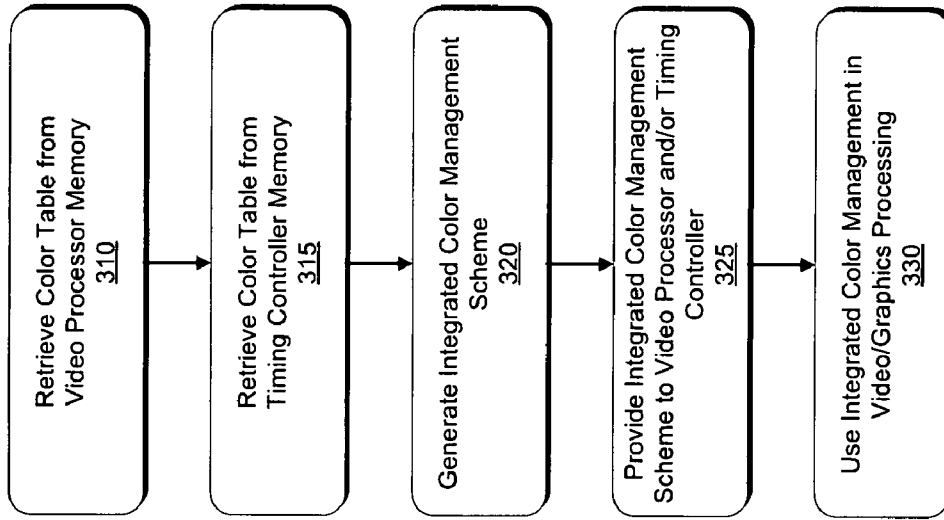 Retrieve Color Table from
Video Processor Memory
310
Retrieve Color Table from
Timing Controller Memory
315
Generate Integrated Color Management
Scheme
320
Provide Integrated Color Management
Scheme to Video Processor and/or Timing
Controller
325
Use Integrated Color Management in
Video/Graphics Processing
330